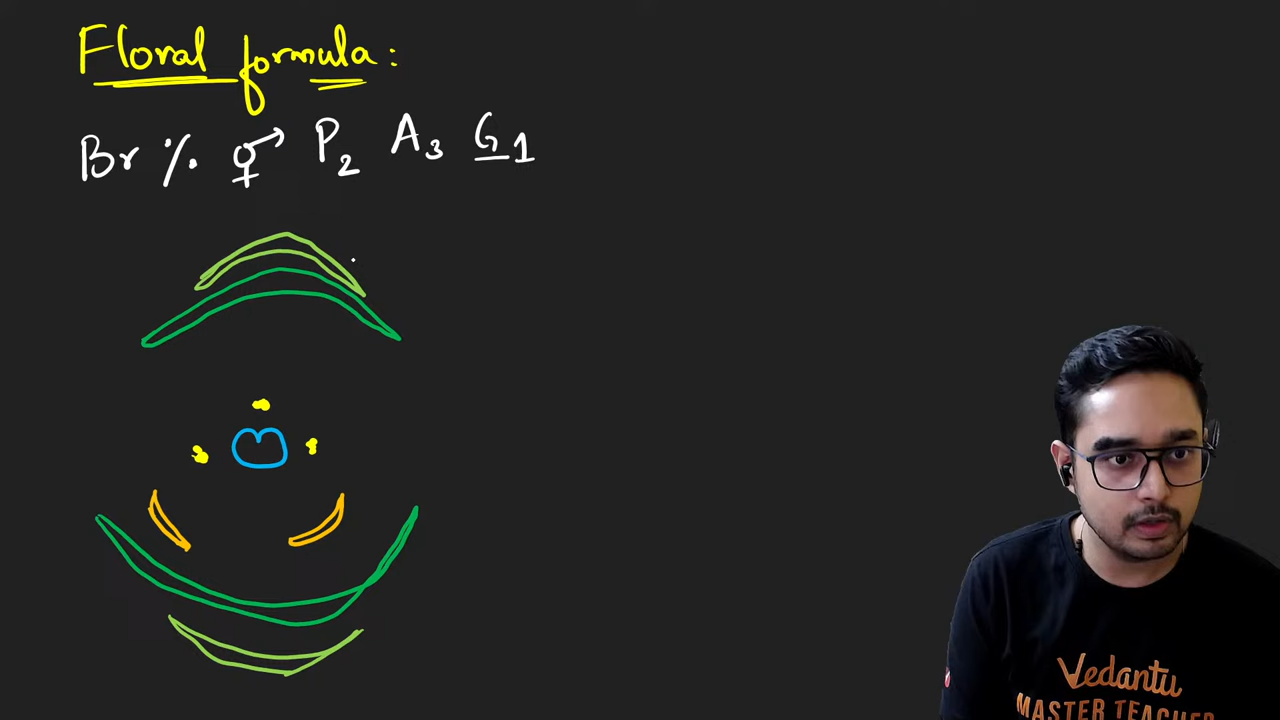 Floral formula:
Br % ⚥ P2 A3 G1
Vedantu
MASTER TEACHER